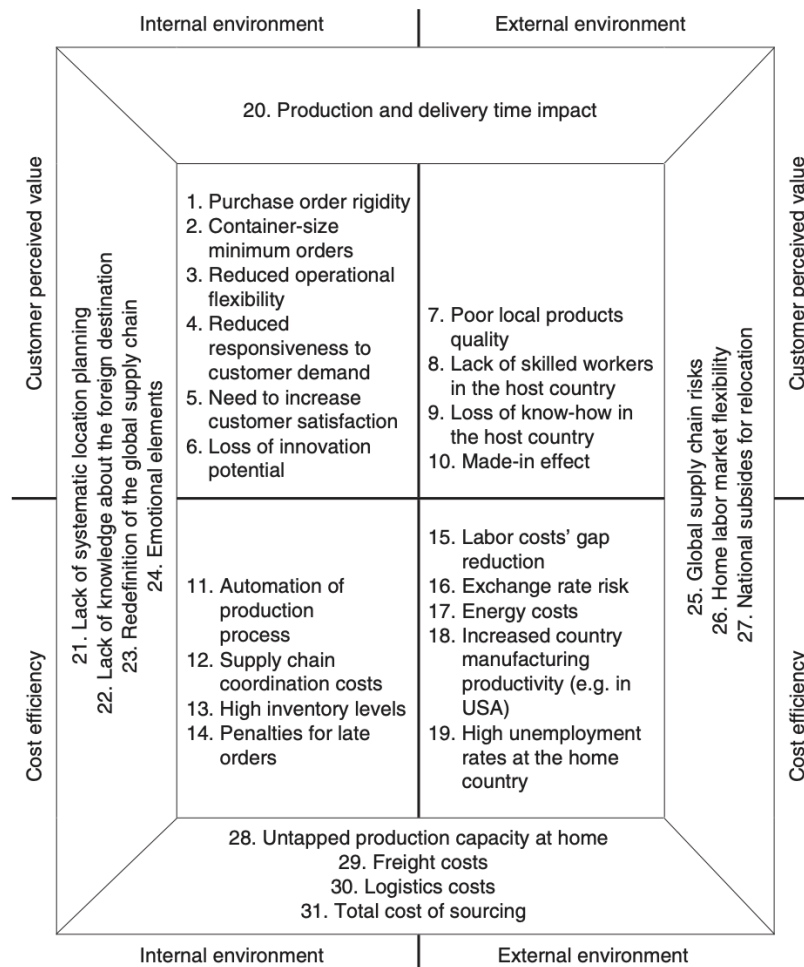 Internal environment
External environment
20. Production and delivery time impact
Customer perceived value
Customer perceived value
1. Purchase order rigidity
2. Container-size
minimum orders
3. Reduced operational
flexibility
4. Reduced
responsiveness to
customer demand
5. Need to increase
customer satisfaction
6. Loss of innovation
potential
7. Poor local products
quality
8. Lack of skilled workers
in the host country
9. Loss of know-how in
the host country
10. Made-in effect
21. Lack of systematic location planning
22. Lack of knowledge about the foreign destination
23. Redefinition of the global supply chain
24. Emotional elements
25. Global supply chain risks
26. Home labor market flexibility
27. National subsides for relocation
Cost efficiency
Cost efficiency
11. Automation of
production
process
12. Supply chain
coordination costs
13. High inventory levels
14. Penalties for late
orders
15. Labor costs’ gap
reduction
16. Exchange rate risk
17. Energy costs
18. Increased country
manufacturing
productivity (e.g. in
USA)
19. High unemployment
rates at the home
country
28. Untapped production capacity at home
29. Freight costs
30. Logistics costs
31. Total cost of sourcing
Internal environment
External environment